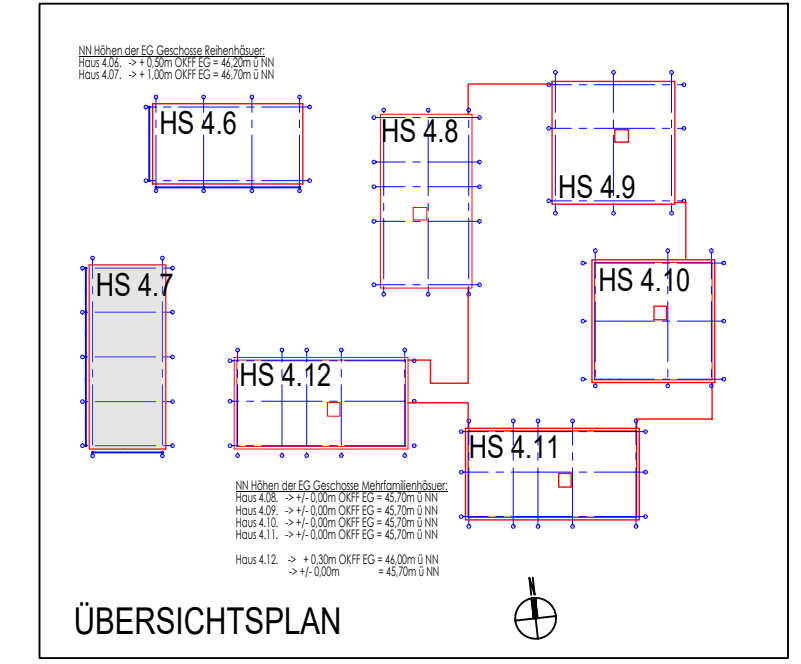 NN Höhen der EG Geschosse Reihenhäsuer:
Haus 4.06. -> + 0,50m OKFF EG = 46,20m ü NN
Haus 4.07. -> + 1,00m OKFF EG = 46,70m ü NN
HS 4.6
HS 4.8
HS 4.9
HS 4.7
HS 4.10
HS 4.12
HS 4.11
NN Höhen der EG Geschosse Mehrfamilienhäsuer:
Haus 4.08. -> +/- 0,00m OKFF EG = 45,70m ü NN
Haus 4.09. -> +/- 0,00m OKFF EG = 45,70m ü NN
Haus 4.10. -> +/- 0,00m OKFF EG = 45,70m ü NN
Haus 4.11. -> +/- 0,00m OKFF EG = 45,70m ü NN
Haus 4.12. -> + 0,30m OKFF EG = 46,00m ü NN
-> +/- 0,00m = 45,70m ü NN
N
ÜBERSICHTSPLAN